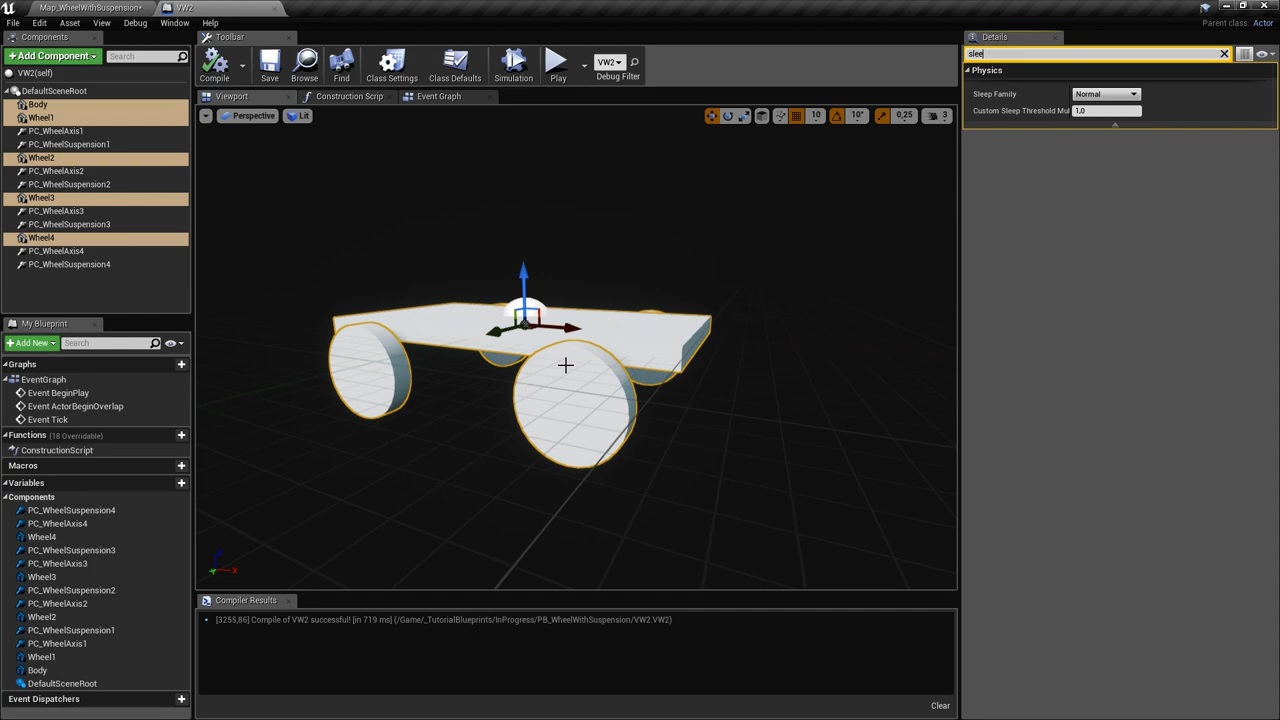 Map_WheelWithSuspension*
VW2
File
Edit
Asset
View
Debug
Window
Help
Parent class:
Actor
Components
Add Component
Search
VW2(self)
DefaultSceneRoot
Body
Wheel1
PC_WheelAxis1
PC_WheelSuspension1
Wheel2
PC_WheelAxis2
PC_WheelSuspension2
Wheel3
PC_WheelAxis3
PC_WheelSuspension3
Wheel4
PC_WheelAxis4
PC_WheelSuspension4
My Blueprint
Add New
Search
Graphs
EventGraph
Event BeginPlay
Event ActorBeginOverlap
Event Tick
Functions (18 Overridable)
ConstructionScript
Macros
Variables
Components
PC_WheelSuspension4
PC_WheelAxis4
Wheel4
PC_WheelSuspension3
PC_WheelAxis3
Wheel3
PC_WheelSuspension2
PC_WheelAxis2
Wheel2
PC_WheelSuspension1
PC_WheelAxis1
Wheel1
Body
DefaultSceneRoot
Event Dispatchers
Toolbar
Compile
Save
Browse
Find
Class Settings
Class Defaults
Simulation
Play
VW2
Debug Filter
Viewport
Construction Scrip
Event Graph
Perspective
Lit
10
10°
0,25
3
Compiler Results
[3255,86] Compile of VW2 successful! [in 719 ms] (/Game/_TutorialBlueprints/InProgress/PB_WheelWithSuspension/VW2.VW2)
Clear
Details
slee
Physics
Sleep Family
Normal
Custom Sleep Threshold Mul
1,0